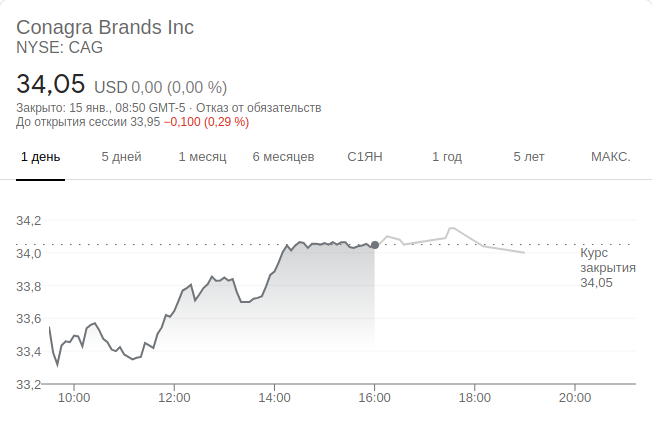 Conagra Brands Inc
NYSE: CAG
34,05 USD 0,00 (0,00 %)
Закрыто: 15 янв., 08:50 GMT-5 · Отказ от обязательств
До открытия сессии 33,95 −0,100 (0,29 %)
1 день 5 дней 1 месяц 6 месяцев С1ЯН 1 год 5 лет МАКС.
34,2
34,0
33,8
33,6
33,4
33,2
Курс
закрытия
34,05
10:00 12:00 14:00 16:00 18:00 20:00